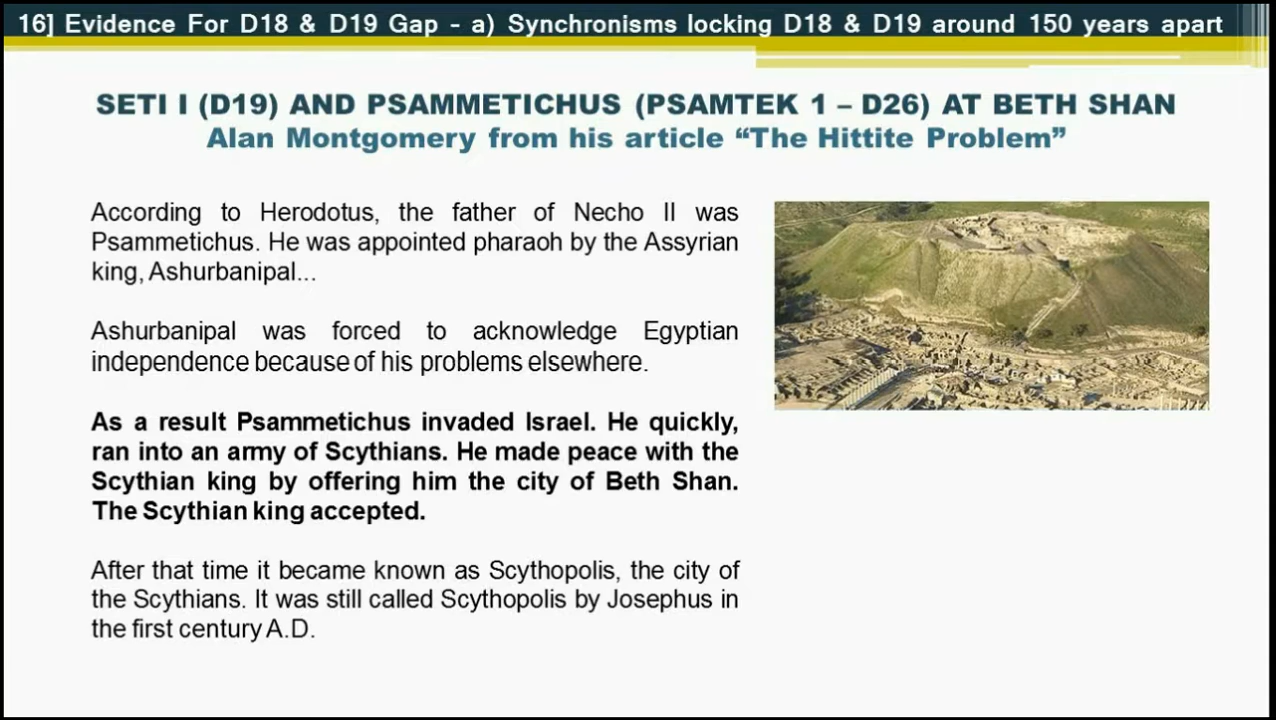 16] Evidence For D18 & D19 Gap – a) Synchronisms locking D18 & D19 around 150 years apart
SETI I (D19) AND PSAMMETICHUS (PSAMTEK 1 – D26) AT BETH SHAN
Alan Montgomery from his article “The Hittite Problem”
According to Herodotus, the father of Necho II was
Psammetichus. He was appointed pharaoh by the Assyrian
king, Ashurbanipal...
Ashurbanipal was forced to acknowledge Egyptian
independence because of his problems elsewhere.
As a result Psammetichus invaded Israel. He quickly,
ran into an army of Scythians. He made peace with the
Scythian king by offering him the city of Beth Shan.
The Scythian king accepted.
After that time it became known as Scythopolis, the city of
the Scythians. It was still called Scythopolis by Josephus in
the first century A.D.